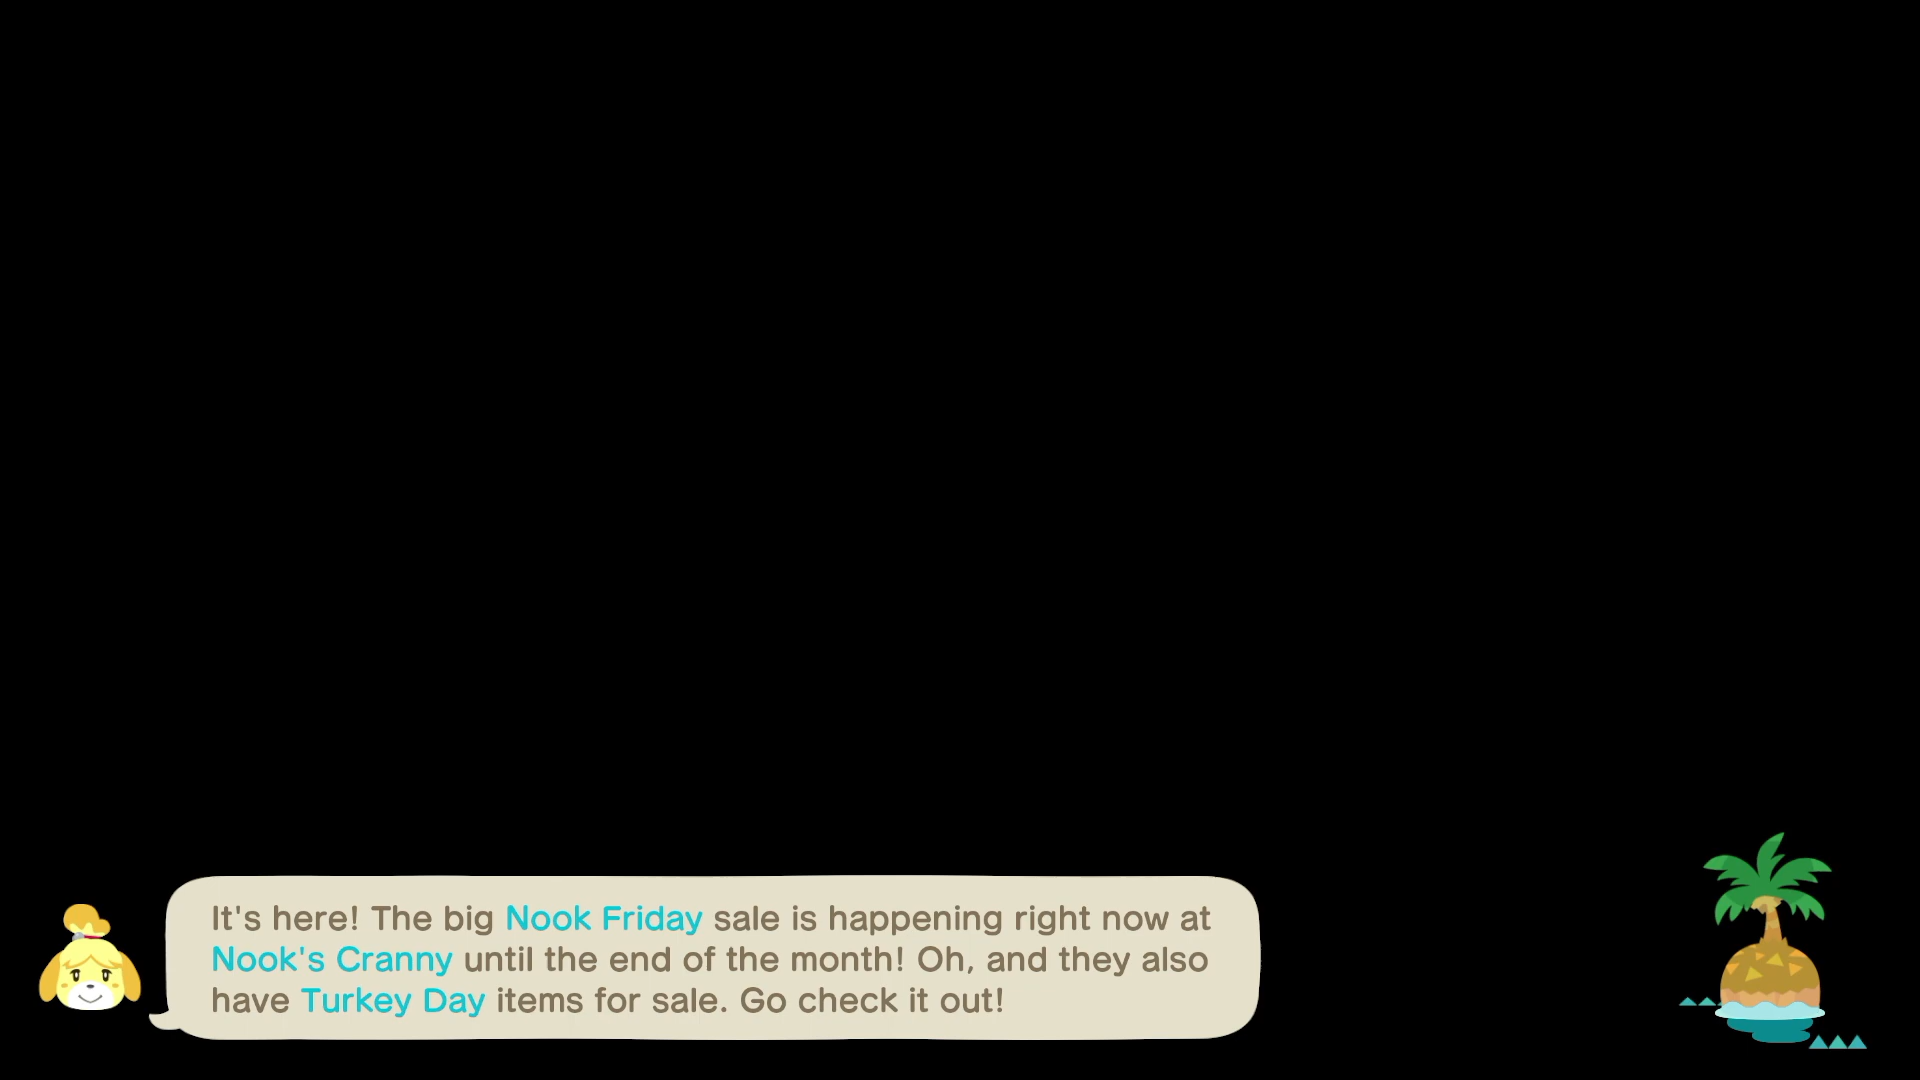 It's here! The big Nook Friday sale is happening right now at
Nook's Cranny until the end of the month! Oh, and they also
have Turkey Day items for sale. Go check it out!